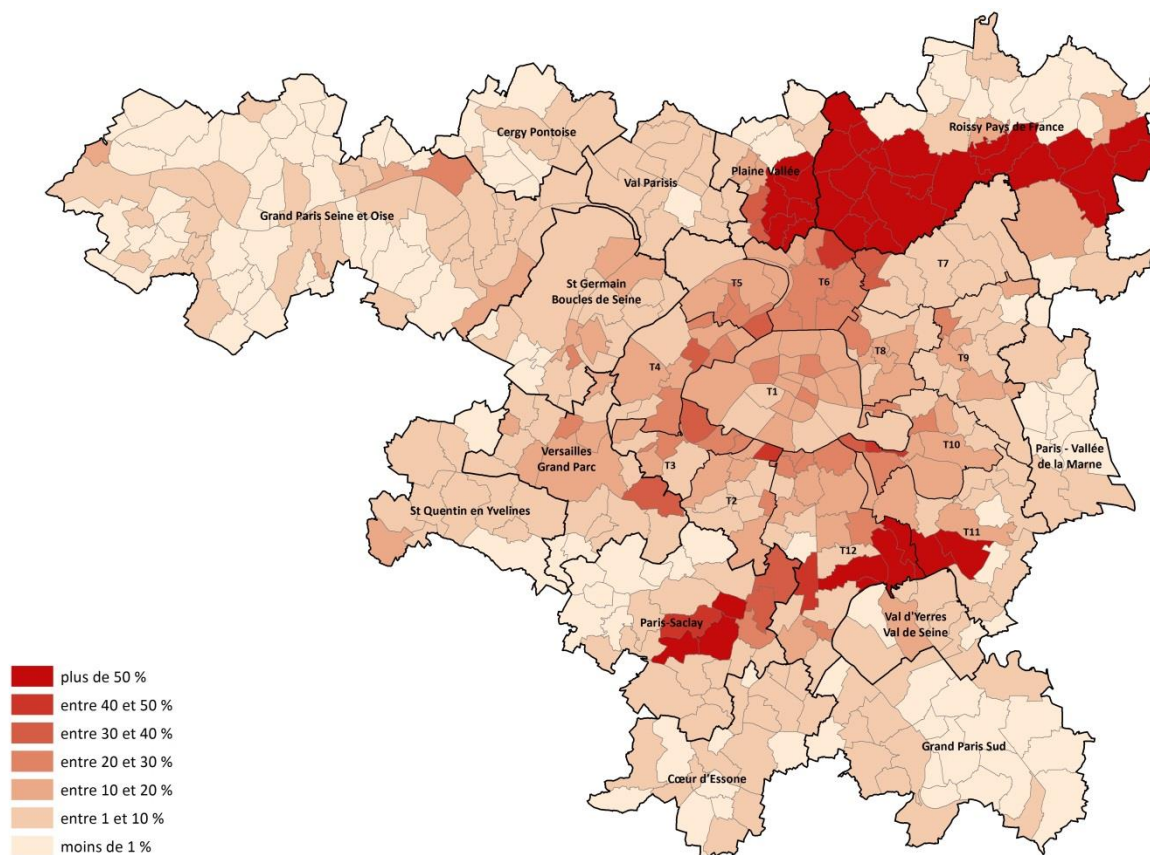 Cergy Pontoise
Roissy Pays de France
Plaine Vallée
Val Parisis
Grand Paris Seine et Oise
T7
St Germain
Boucles de Seine
T5
T6
T8
T9
T4
T1
T10
Versailles
Grand Parc
Paris - Vallée
de la Marne
T3
T2
St Quentin en Yvelines
T11
T12
Paris-Saclay
Val d'Yerres
Val de Seine
Grand Paris Sud
Cœur d'Essone
plus de 50 %
entre 40 et 50 %
entre 30 et 40 %
entre 20 et 30 %
entre 10 et 20 %
entre 1 et 10 %
moins de 1 %